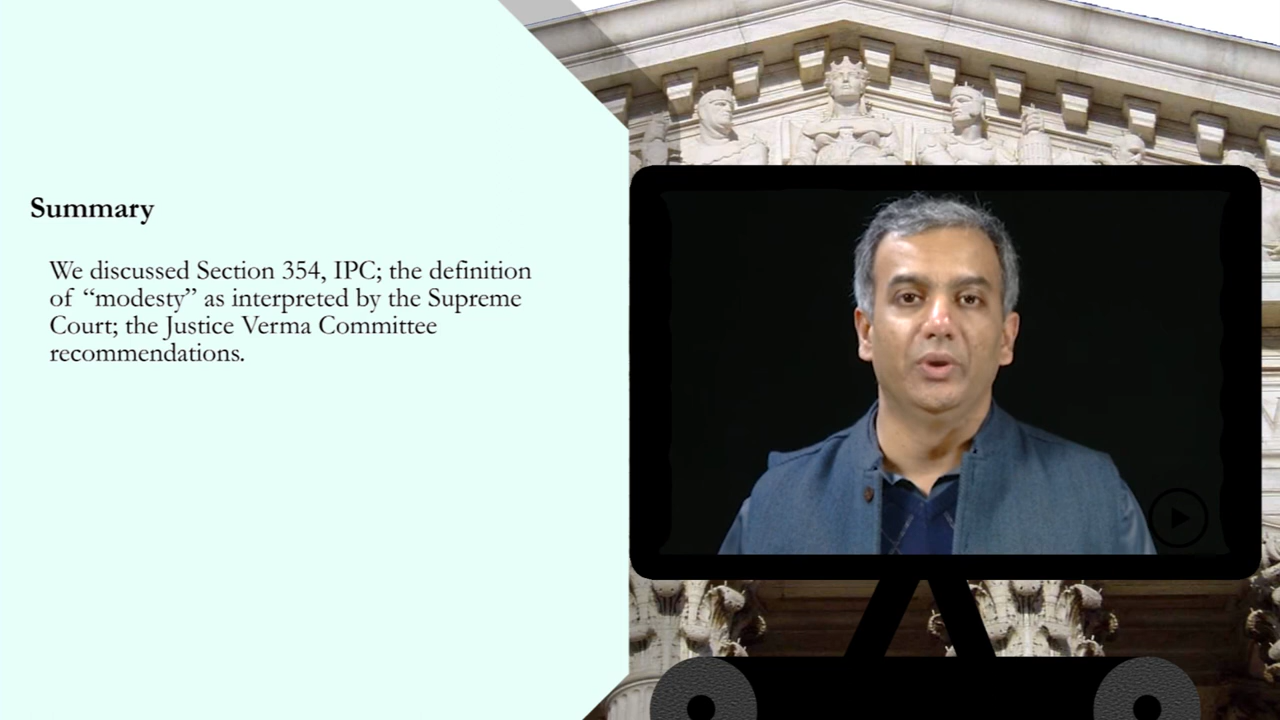 Summary
We discussed Section 354, IPC; the definition
of “modesty” as interpreted by the Supreme
Court; the Justice Verma Committee
recommendations.